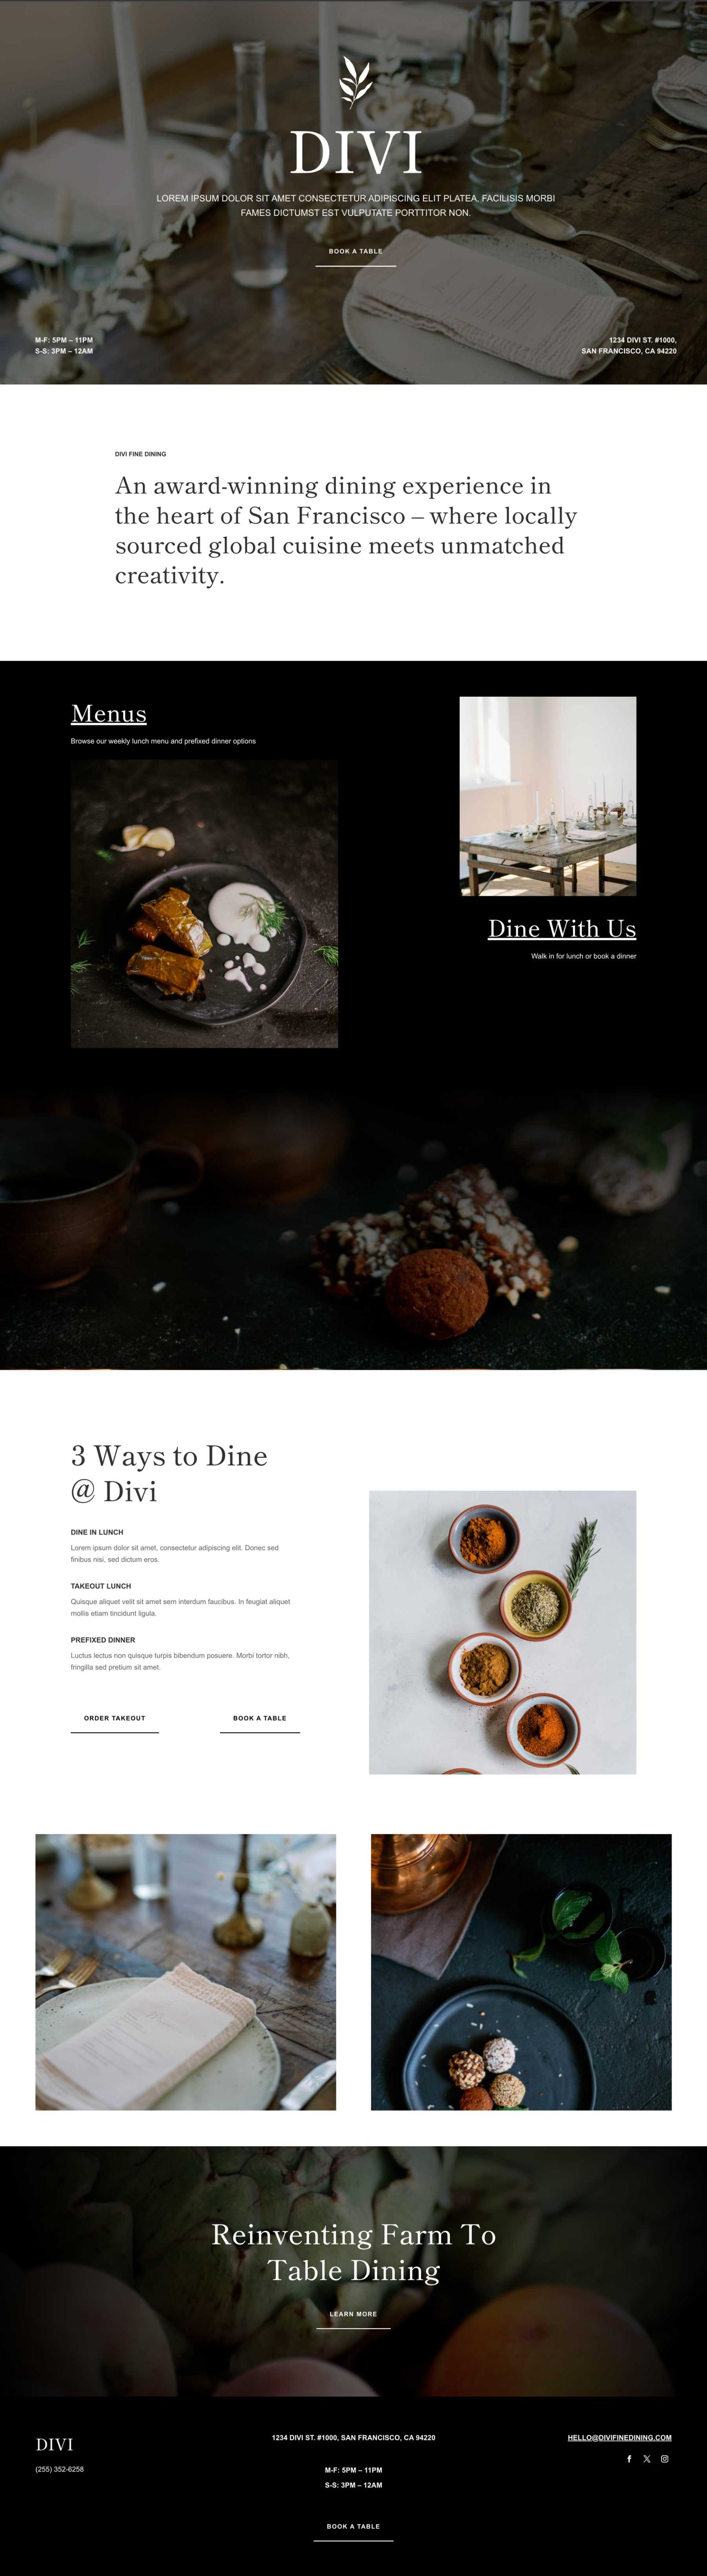 DIVI
LOREM IPSUM DOLOR SIT AMET CONSECTETUR ADIPISCING ELIT PLATEA, FACILISIS MORBI
FAMES DICTUMST EST VULPUTATE PORTTITOR NON.
BOOK A TABLE
M-F: 5PM – 11PM
S-S: 3PM – 12AM
1234 DIVI ST. #1000,
SAN FRANCISCO, CA 94220
DIVI FINE DINING
An award-winning dining experience in
the heart of San Francisco – where locally
sourced global cuisine meets unmatched
creativity.
Menus
Browse our weekly lunch menu and prefixed dinner options
Dine With Us
Walk in for lunch or book a dinner
3 Ways to Dine
@ Divi
DINE IN LUNCH
Lorem ipsum dolor sit amet, consectetur adipiscing elit. Donec sed
finibus nisi, sed dictum eros.
TAKEOUT LUNCH
Quisque aliquet velit sit amet sem interdum faucibus. In feugiat aliquet
mollis etiam tincidunt ligula.
PREFIXED DINNER
Luctus lectus non quisque turpis bibendum posuere. Morbi tortor nibh,
fringilla sed pretium sit amet.
ORDER TAKEOUT
BOOK A TABLE
Reinventing Farm To
Table Dining
LEARN MORE
DIVI
(255) 352-6258
1234 DIVI ST. #1000, SAN FRANCISCO, CA 94220
M-F: 5PM – 11PM
S-S: 3PM – 12AM
BOOK A TABLE
HELLO@DIVIFINEDINING.COM